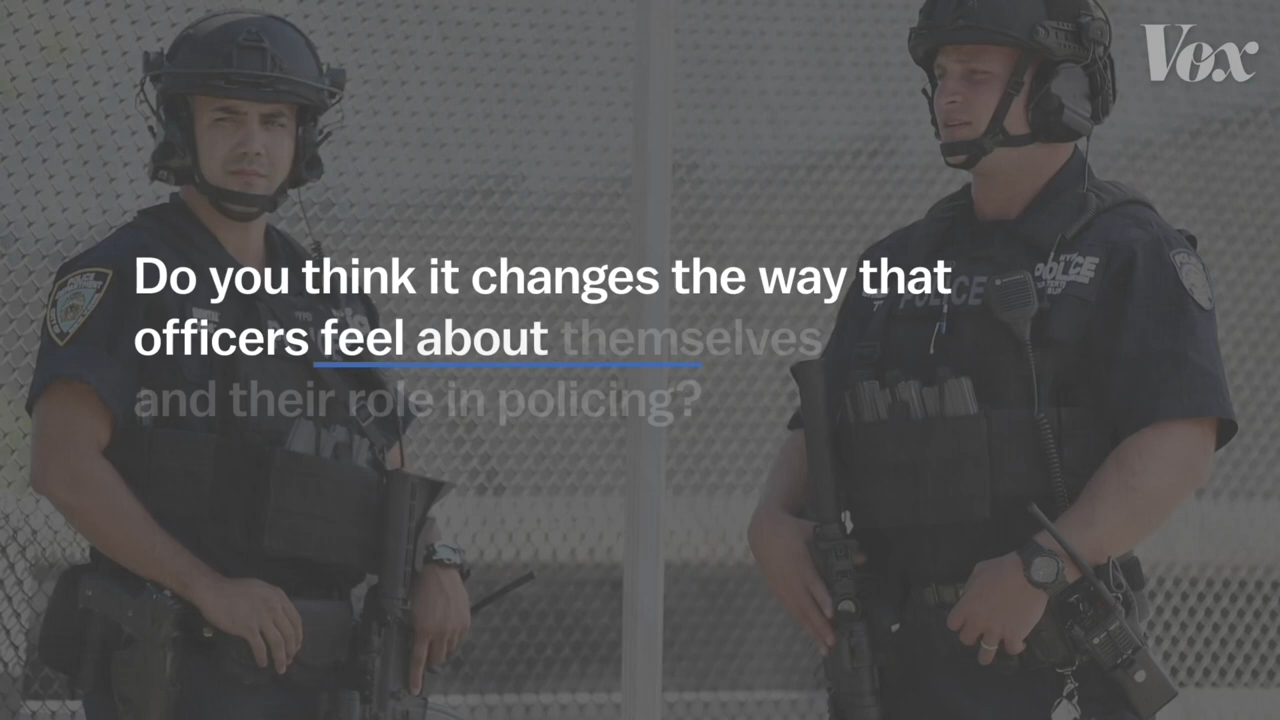 Vox
Do you think it changes the way that
officers feel about themselves
and their role in policing?
POLICE
POLICE
POLICE